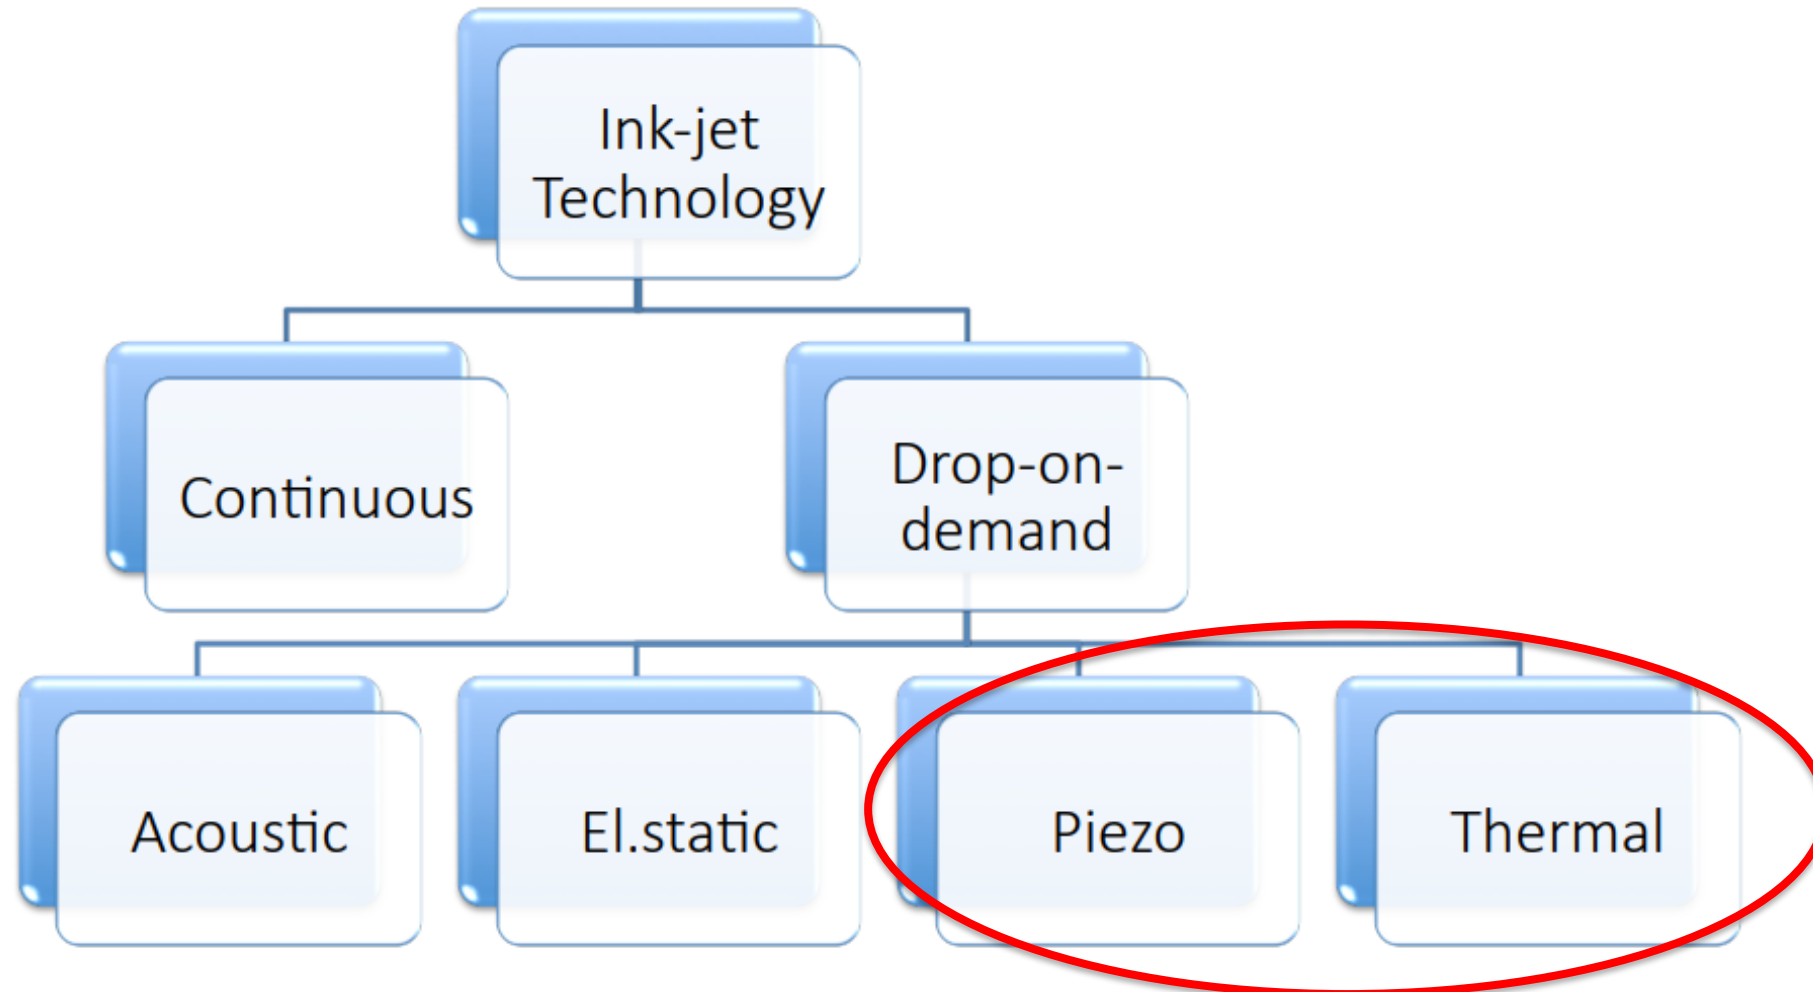 Ink-jet
Technology
Continuous
Drop-on-
demand
Acoustic
El.static
Piezo
Thermal